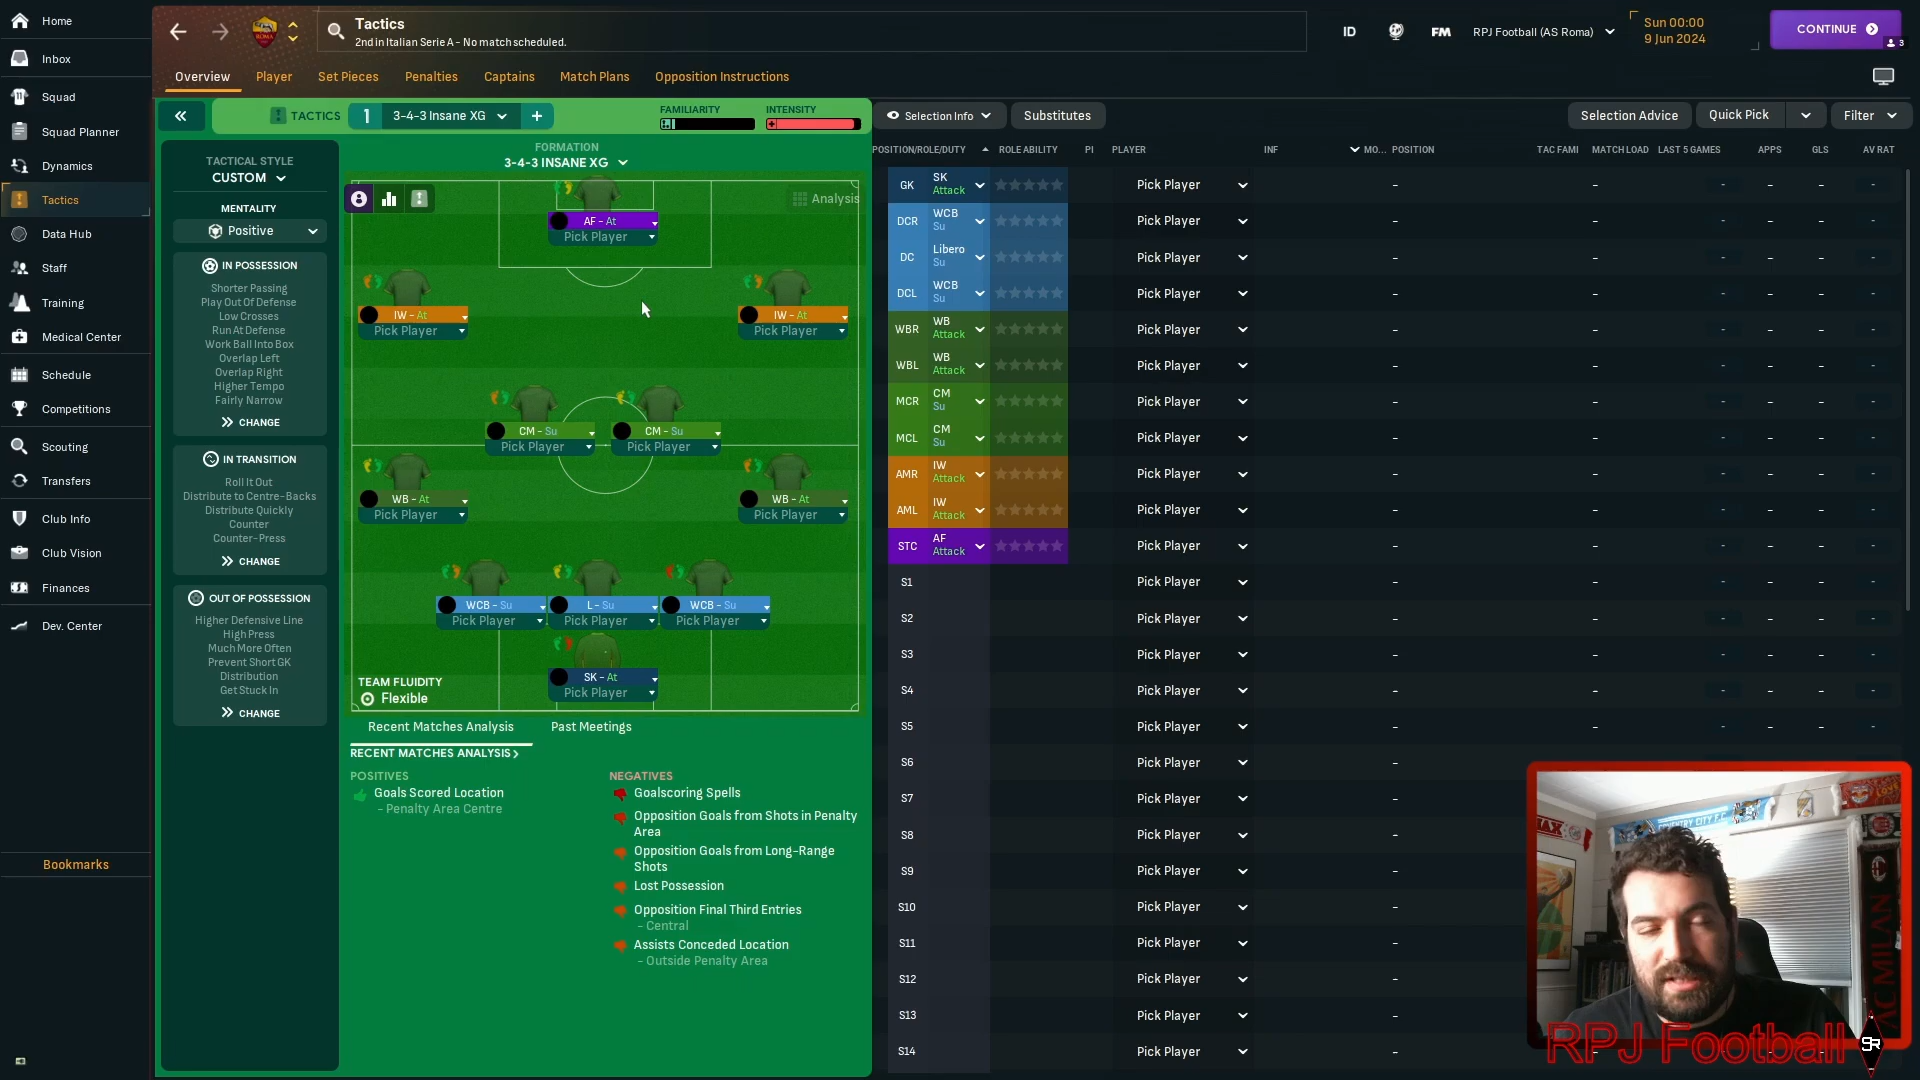 Home
Inbox
Squad
Squad Planner
Dynamics
Tactics
Data Hub
Staff
Training
Medical Center
Schedule
Competitions
Scouting
Transfers
Club Info
Club Vision
Finances
Dev. Center
Bookmarks
Tactics
2nd in Italian Serie A - No match scheduled.
ID
FM
RPJ Football (AS Roma)
Sun 00:00
9 Jun 2024
CONTINUE
3
Overview
Player
Set Pieces
Penalties
Captains
Match Plans
Opposition Instructions
TACTICS
1
3-4-3 Insane XG
FAMILIARITY
INTENSITY
TACTICAL STYLE
CUSTOM
MENTALITY
Positive
IN POSSESSION
Shorter Passing
Play Out Of Defense
Low Crosses
Run At Defense
Work Ball Into Box
Overlap Left
Overlap Right
Higher Tempo
Fairly Narrow
CHANGE
IN TRANSITION
Roll It Out
Distribute to Centre-Backs
Distribute Quickly
Counter
Counter-Press
CHANGE
OUT OF POSSESSION
Higher Defensive Line
High Press
Much More Often
Prevent Short GK
Distribution
Get Stuck In
CHANGE
FORMATION
3-4-3 INSANE XG
Analysis
AF - At
Pick Player
IW - At
Pick Player
IW - At
Pick Player
CM - Su
Pick Player
CM - Su
Pick Player
WB - At
Pick Player
WB - At
Pick Player
WCB - Su
Pick Player
L - Su
Pick Player
WCB - Su
Pick Player
SK - At
Pick Player
TEAM FLUIDITY
Flexible
Recent Matches Analysis
Past Meetings
RECENT MATCHES ANALYSIS
POSITIVES
Goals Scored Location
- Penalty Area Centre
NEGATIVES
Goalscoring Spells
Opposition Goals from Shots in Penalty
Area
Opposition Goals from Long-Range
Shots
Lost Possession
Opposition Final Third Entries
- Central
Assists Conceded Location
- Outside Penalty Area
Selection Info
Substitutes
Selection Advice
Quick Pick
Filter
POSITION/ROLE/DUTY ROLE ABILITY PI PLAYER INF MO... POSITION TAC FAMI MATCH LOAD LAST 5 GAMES APPS GLS AV RAT
GK SK Attack Pick Player - - - - - -
DCR WCB Su Pick Player - - - - - -
DC Libero Su Pick Player - - - - - -
DCL WCB Su Pick Player - - - - - -
WBR WB Attack Pick Player - - - - - -
WBL WB Attack Pick Player - - - - - -
MCR CM Su Pick Player - - - - - -
MCL CM Su Pick Player - - - - - -
AMR IW Attack Pick Player - - - - - -
AML IW Attack Pick Player - - - - - -
STC AF Attack Pick Player - - - - - -
S1 Pick Player - - - - - -
S2 Pick Player - - - - - -
S3 Pick Player - - - - - -
S4 Pick Player - - - - - -
S5 Pick Player - - - - - -
S6 Pick Player -
S7 Pick Player -
S8 Pick Player -
S9 Pick Player -
S10 Pick Player -
S11 Pick Player -
S12 Pick Player -
S13 Pick Player -
S14 Pick Player -
COVENTRY CITY F.C
AC MILAN
RPJ Football